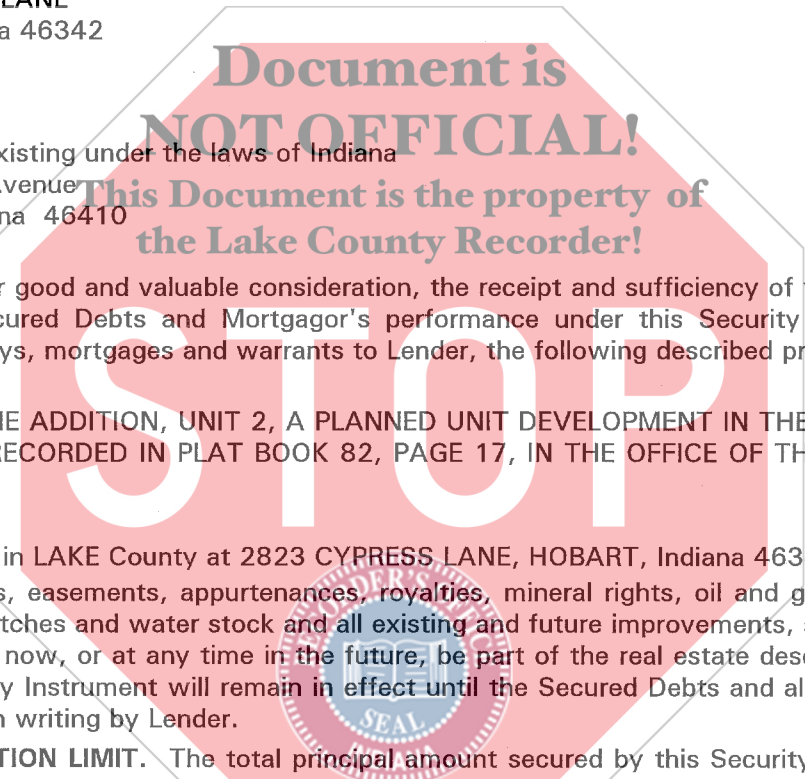 LANE
a 46342
Document is
NOT OFFICIAL!
xisting under the laws of Indiana
Avenue
This Document is the property of
na 46410
the Lake County Recorder!
r good and valuable consideration, the receipt and sufficiency of
cured Debts and Mortgagor's performance under this Security
ys, mortgages and warrants to Lender, the following described pr
STOP
IE ADDITION, UNIT 2, A PLANNED UNIT DEVELOPMENT IN THE
RECORDED IN PLAT BOOK 82, PAGE 17, IN THE OFFICE OF TH
in LAKE County at 2823 CYPRESS LANE, HOBART, Indiana 463
s, easements, appurtenances, royalties, mineral rights, oil and g
tches and water stock and all existing and future improvements,
now, or at any time in the future, be part of the real estate desc
y Instrument will remain in effect until the Secured Debts and al
n writing by Lender.
RECORDER'S OFFICE
SEAL
INDIANA
TION LIMIT. The total principal amount secured by this Security